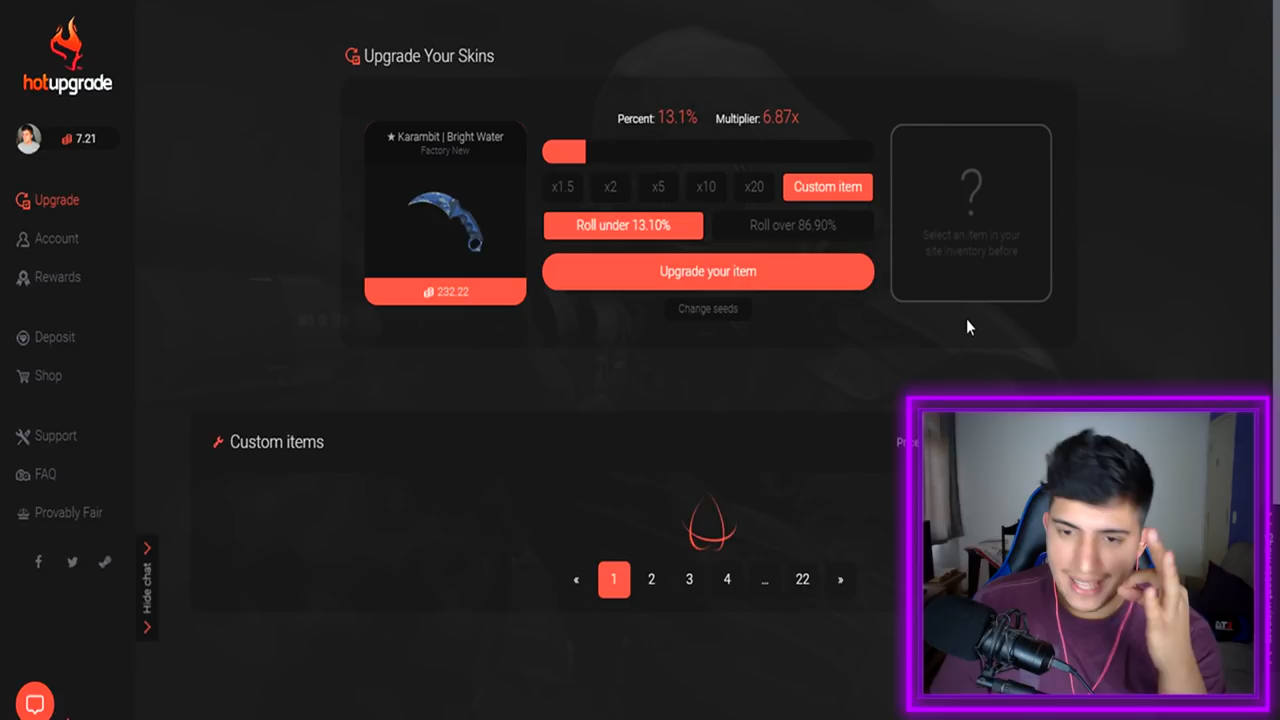 hotupgrade
7.21
Upgrade
Account
Rewards
Deposit
Shop
Support
FAQ
Provably Fair
Hide chat
Upgrade Your Skins
★ Karambit | Bright Water
Factory New
232.22
Percent: 13.1% Multiplier: 6.87x
x1.5 x2 x5 x10 x20 Custom item
Roll under 13.10% Roll over 86.90%
Upgrade your item
Change seeds
?
Select an item in your
site inventory before
Custom items
« 1 2 3 4 ... 22 »